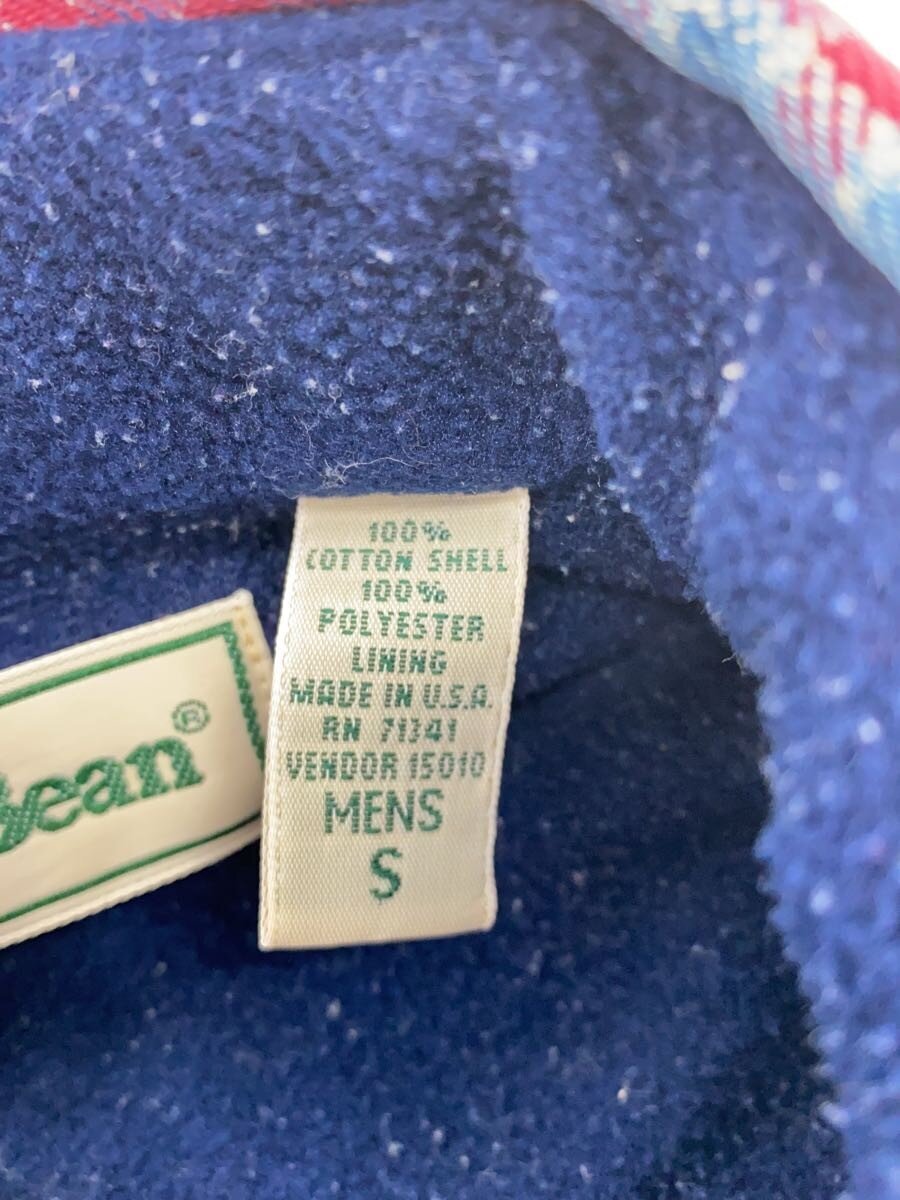 100%
COTTON SHELL
100%
POLYESTER
LINING
MADE IN U.S.A.
RN 71341
VENDOR 15010
MENS
S
Bean®